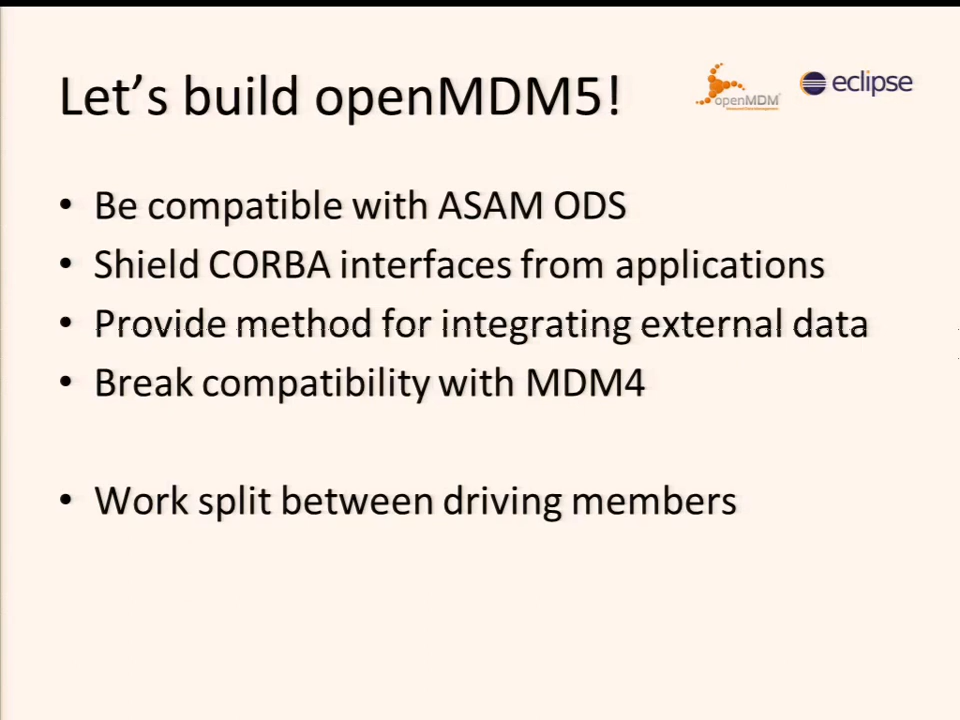 Let's build openMDM5!
openMDM
eclipse
• Be compatible with ASAM ODS
• Shield CORBA interfaces from applications
• Provide method for integrating external data
• Break compatibility with MDM4
• Work split between driving members